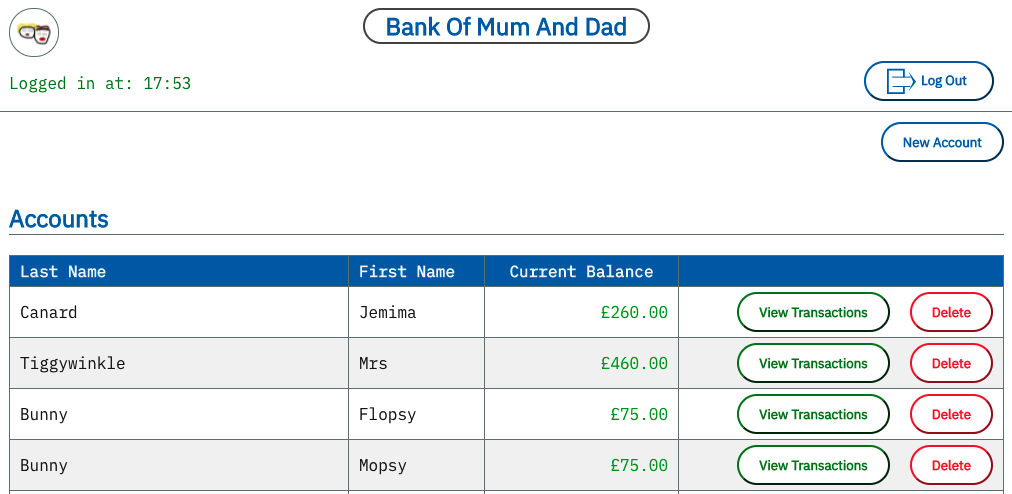 Bank Of Mum And Dad
Logged in at: 17:53
Log Out
New Account
Accounts
Last Name First Name Current Balance
Canard Jemima £260.00 View Transactions Delete
Tiggywinkle Mrs £460.00 View Transactions Delete
Bunny Flopsy £75.00 View Transactions Delete
Bunny Mopsy £75.00 View Transactions Delete